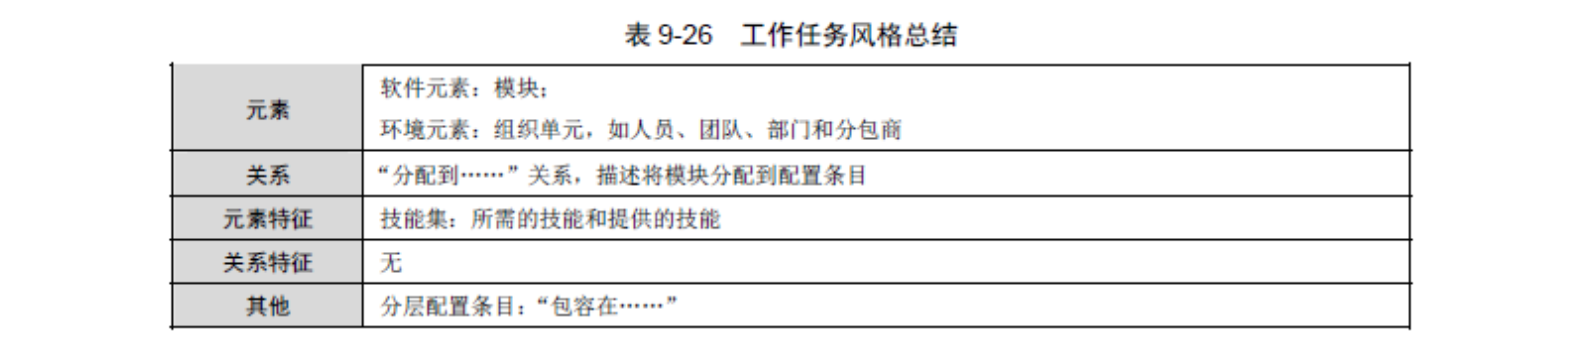 表 9-26 工作任务风格总结
元素
软件元素：模块；
环境元素：组织单元，如人员、团队、部门和分包商
关系
“分配到……”关系，描述将模块分配到配置条目
元素特征
技能集：所需的技能和提供的技能
关系特征
无
其他
分层配置条目：“包容在……”